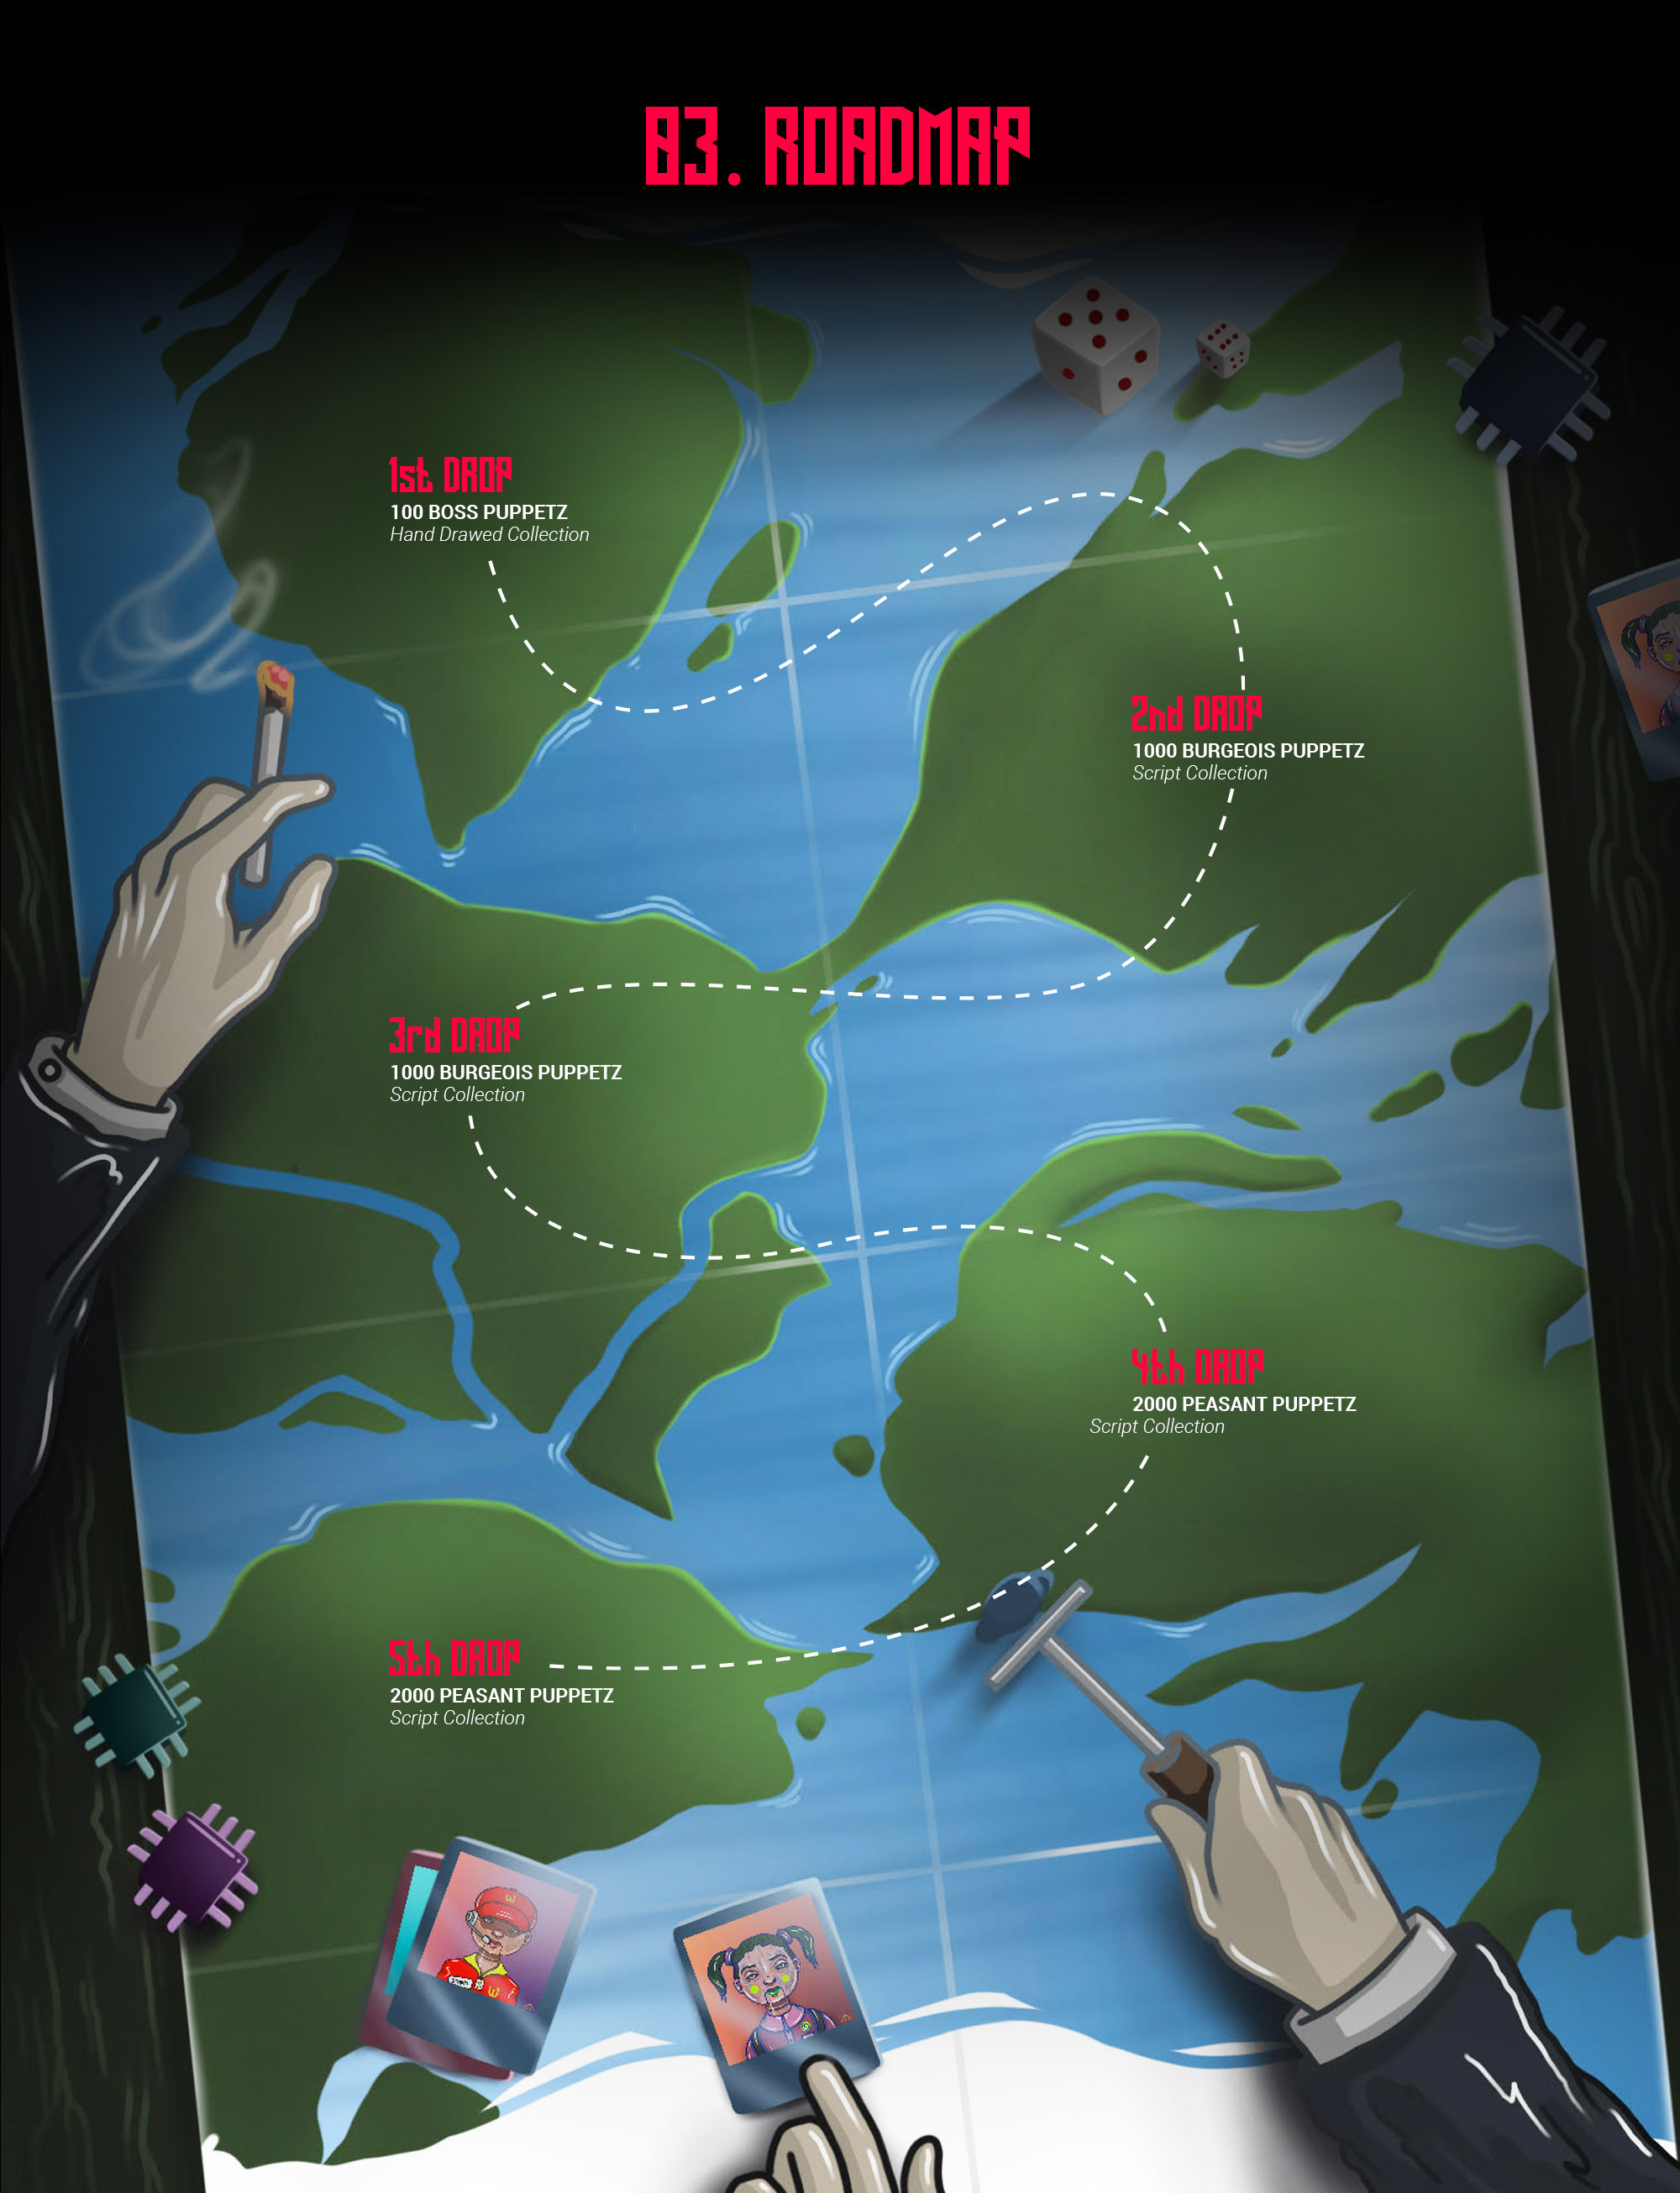 03. ROADMAP
1st DROP
100 BOSS PUPPETZ
Hand Drawed Collection
2nd DROP
1000 BURGEOIS PUPPETZ
Script Collection
3rd DROP
1000 BURGEOIS PUPPETZ
Script Collection
4th DROP
2000 PEASANT PUPPETZ
Script Collection
5th DROP
2000 PEASANT PUPPETZ
Script Collection